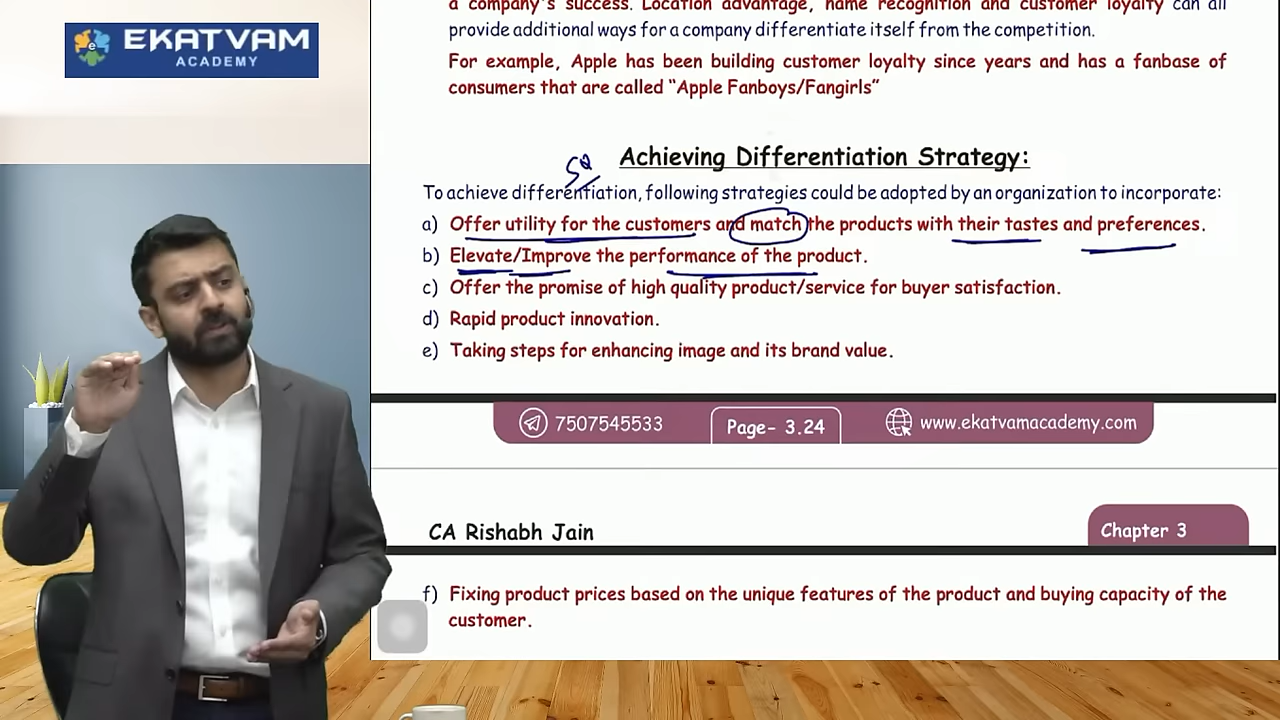 EKATVAM
ACADEMY
a company's success. Location advantage, name recognition and customer loyalty can all
provide additional ways for a company differentiate itself from the competition.
For example, Apple has been building customer loyalty since years and has a fanbase of
consumers that are called “Apple Fanboys/Fangirls”
Achieving Differentiation Strategy:
To achieve differentiation, following strategies could be adopted by an organization to incorporate:
a) Offer utility for the customers and match the products with their tastes and preferences.
b) Elevate/Improve the performance of the product.
c) Offer the promise of high quality product/service for buyer satisfaction.
d) Rapid product innovation.
e) Taking steps for enhancing image and its brand value.
7507545533
Page- 3.24
www.ekatvamacademy.com
CA Rishabh Jain
Chapter 3
f) Fixing product prices based on the unique features of the product and buying capacity of the
customer.